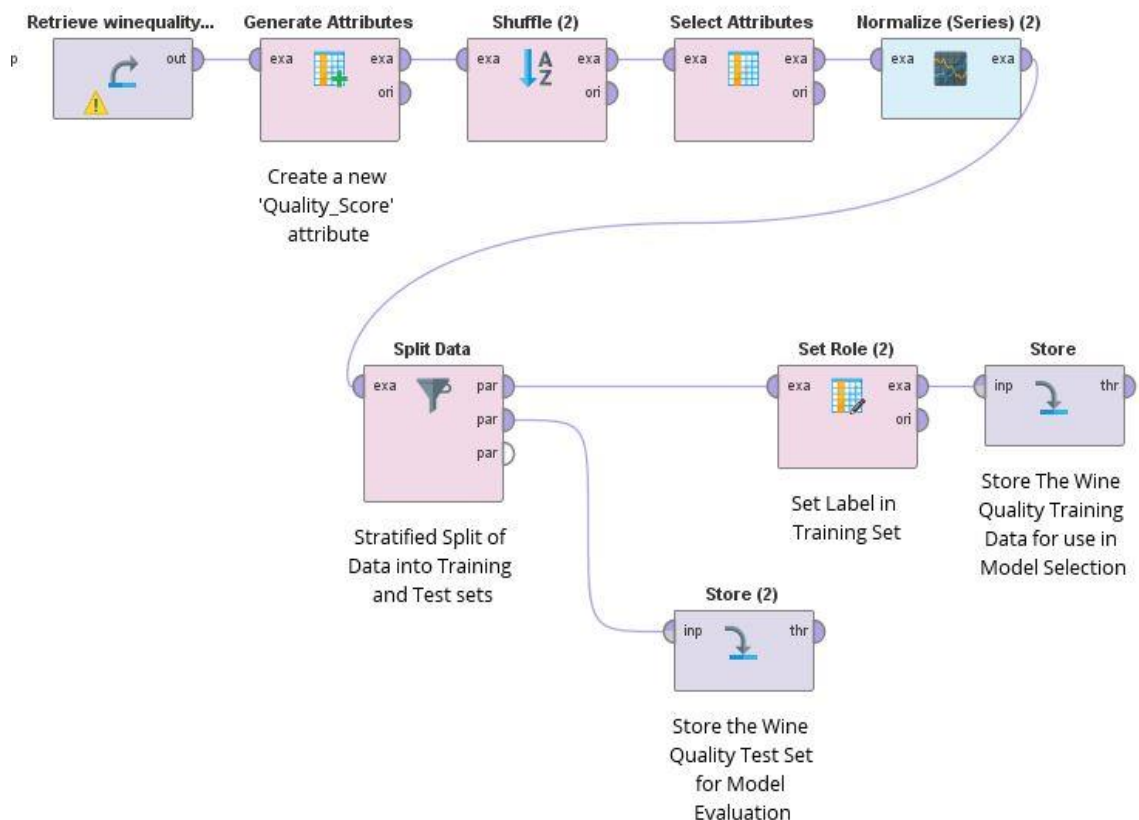 Retrieve winequality...
Generate Attributes
Shuffle (2)
Select Attributes
Normalize (Series) (2)
p
out
exa
exa
ori
exa
exa
ori
exa
exa
ori
exa
exa
A
Z
Create a new
'Quality_Score'
attribute
Split Data
Set Role (2)
Store
exa
par
par
par
exa
exa
ori
inp
thr
Stratified Split of
Data into Training
and Test sets
Set Label in
Training Set
Store The Wine
Quality Training
Data for use in
Model Selection
Store (2)
inp
thr
Store the Wine
Quality Test Set
for Model
Evaluation